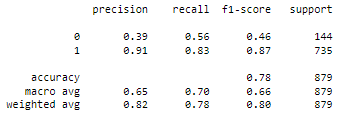 precision recall f1-score support
0 0.39 0.56 0.46 144
1 0.91 0.83 0.87 735
accuracy 0.78 879
macro avg 0.65 0.70 0.66 879
weighted avg 0.82 0.78 0.80 879